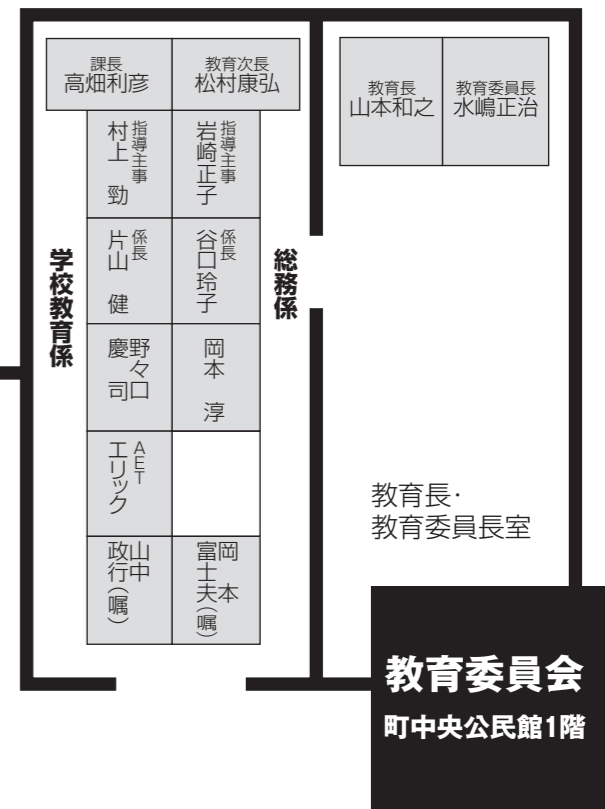 課長
高畑利彦
教育次長
松村康弘
教育長
山本和之
教育委員長
水嶋正治
指導主事
村上 勁
指導主事
岩崎正子
学校教育係
係長
片山 健
係長
谷口玲子
総務係
野々口
慶 司
岡本 淳
AET
エリック
山中
政行(嘱)
岡本
富士夫(嘱)
教育長・
教育委員長室
教育委員会
町中央公民館1階